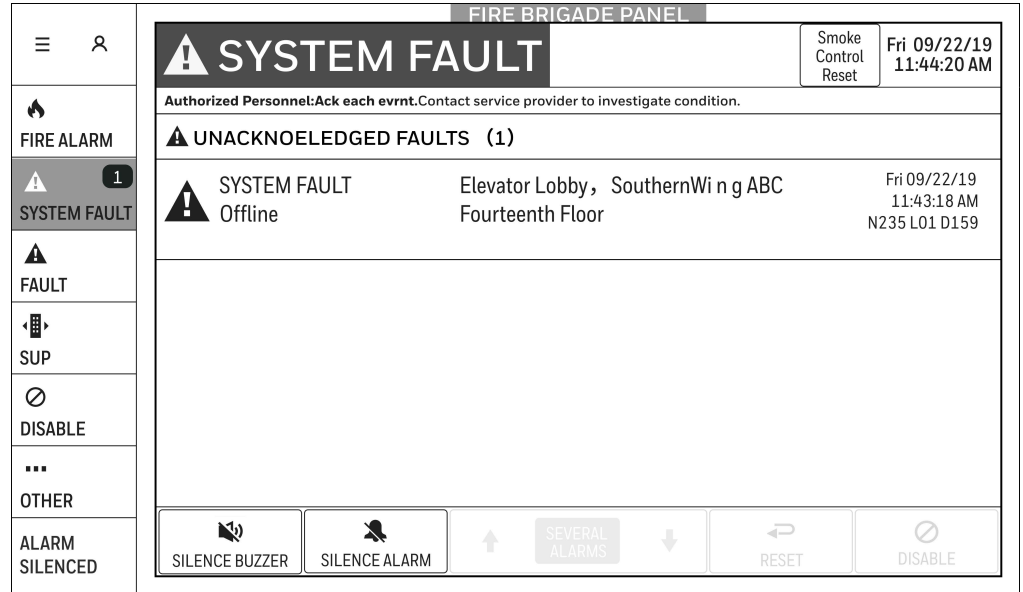 FIRE BRIGADE PANEL
SYSTEM FAULT
Smoke
Control
Reset
Fri 09/22/19
11:44:20 AM
Authorized Personnel:Ack each evrnt.Contact service provider to investigate condition.
UNACKNOELEDGED FAULTS (1)
SYSTEM FAULT
Offline
Elevator Lobby, SouthernWi n g ABC
Fourteenth Floor
Fri 09/22/19
11:43:18 AM
N235 L01 D159
FIRE ALARM
1
SYSTEM FAULT
FAULT
SUP
DISABLE
OTHER
ALARM
SILENCED
SILENCE BUZZER
SILENCE ALARM
SEVERAL
ALARMS
RESET
DISABLE